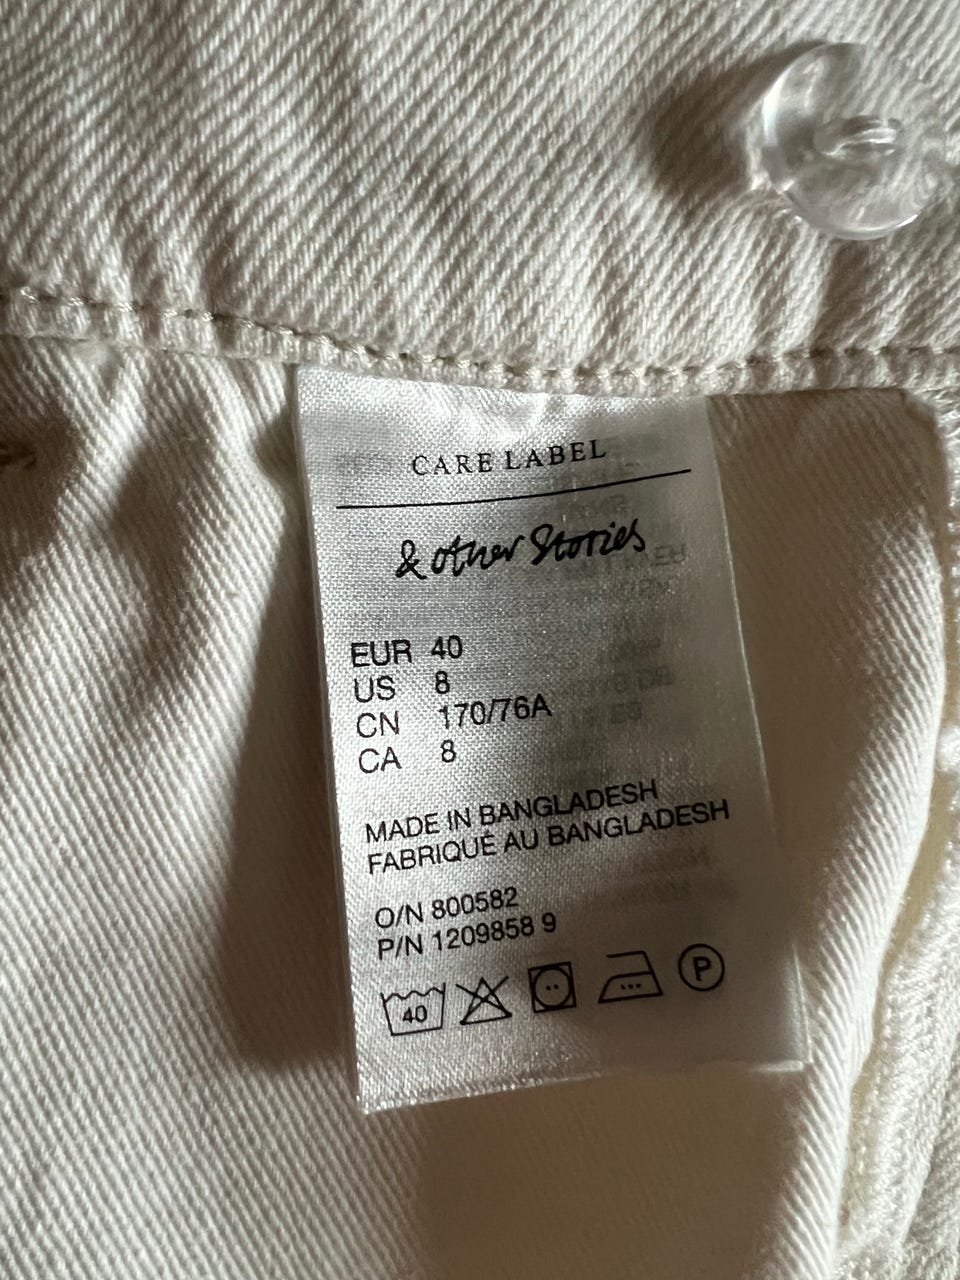 CARE LABEL
& other Stories
EUR 40
US 8
CN 170/76A
CA 8
MADE IN BANGLADESH
FABRIQUÉ AU BANGLADESH
O/N 800582
P/N 1209858 9
40
P